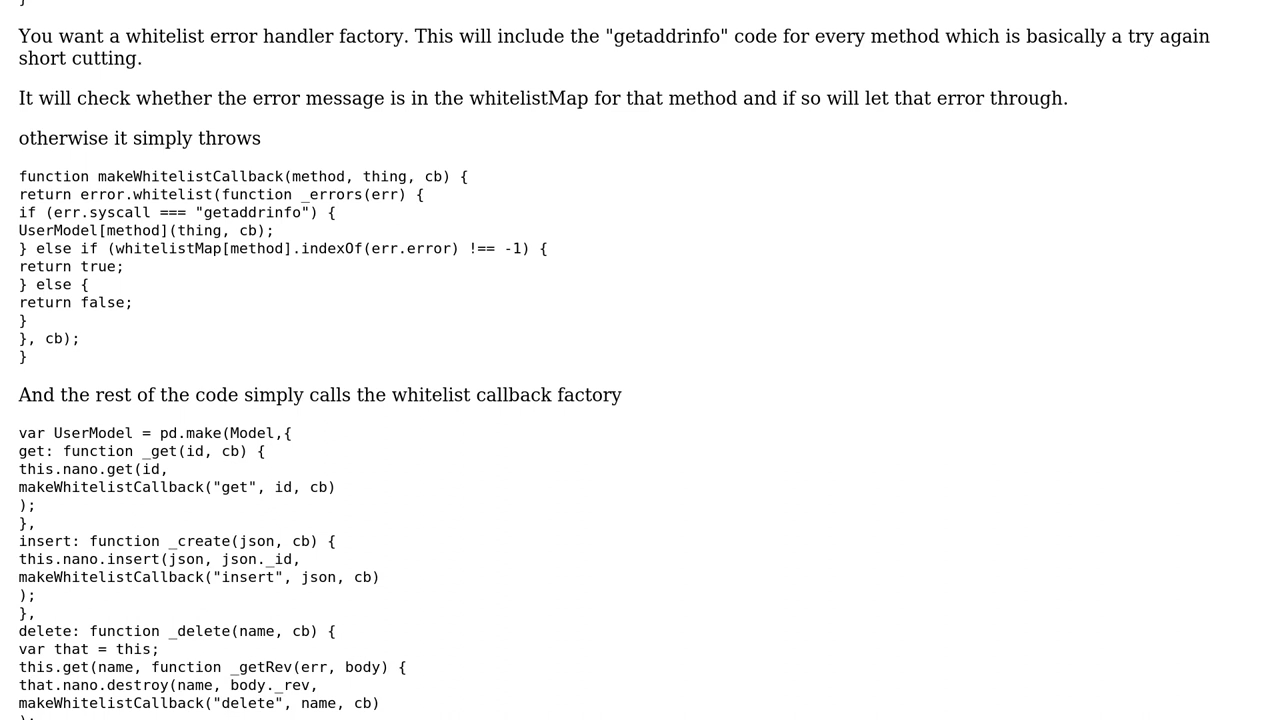 }
You want a whitelist error handler factory. This will include the "getaddrinfo" code for every method which is basically a try again
short cutting.
It will check whether the error message is in the whitelistMap for that method and if so will let that error through.
otherwise it simply throws
function makeWhitelistCallback(method, thing, cb) {
return error.whitelist(function _errors(err) {
if (err.syscall === "getaddrinfo") {
UserModel[method](thing, cb);
} else if (whitelistMap[method].indexOf(err.error) !== -1) {
return true;
} else {
return false;
}
}, cb);
}
And the rest of the code simply calls the whitelist callback factory
var UserModel = pd.make(Model,{
get: function _get(id, cb) {
this.nano.get(id,
makeWhitelistCallback("get", id, cb)
);
},
insert: function _create(json, cb) {
this.nano.insert(json, json._id,
makeWhitelistCallback("insert", json, cb)
);
},
delete: function _delete(name, cb) {
var that = this;
this.get(name, function _getRev(err, body) {
that.nano.destroy(name, body._rev,
makeWhitelistCallback("delete", name, cb)
);